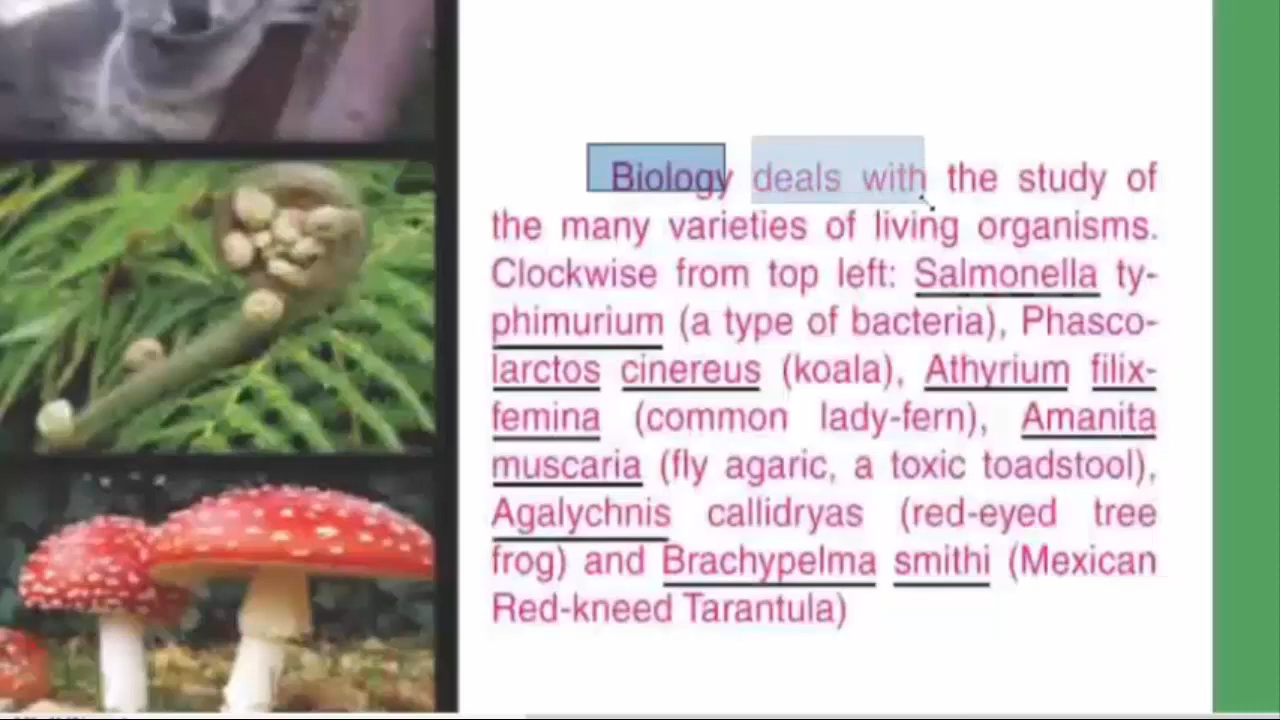 Biology deals with the study of
the many varieties of living organisms.
Clockwise from top left: Salmonella ty-
phimurium (a type of bacteria), Phasco-
larctos cinereus (koala), Athyrium filix-
femina (common lady-fern), Amanita
muscaria (fly agaric, a toxic toadstool),
Agalychnis callidryas (red-eyed tree
frog) and Brachypelma smithi (Mexican
Red-kneed Tarantula)